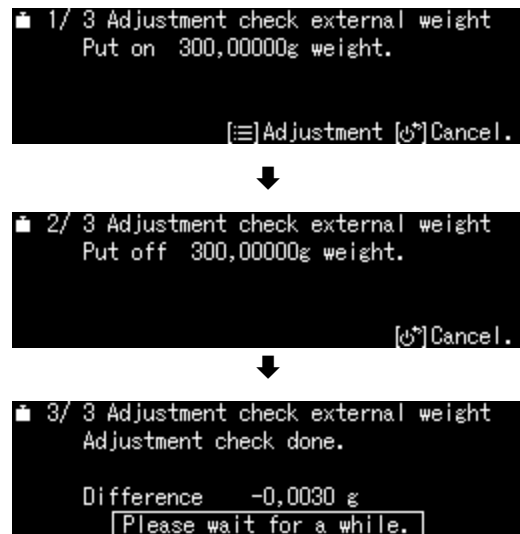 1/ 3 Adjustment check external weight
Put on 300,00000g weight.
[≔]Adjustment [⏻]Cancel.
2/ 3 Adjustment check external weight
Put off 300,00000g weight.
[⏻]Cancel.
3/ 3 Adjustment check external weight
Adjustment check done.
Difference -0,0030 g
Please wait for a while.